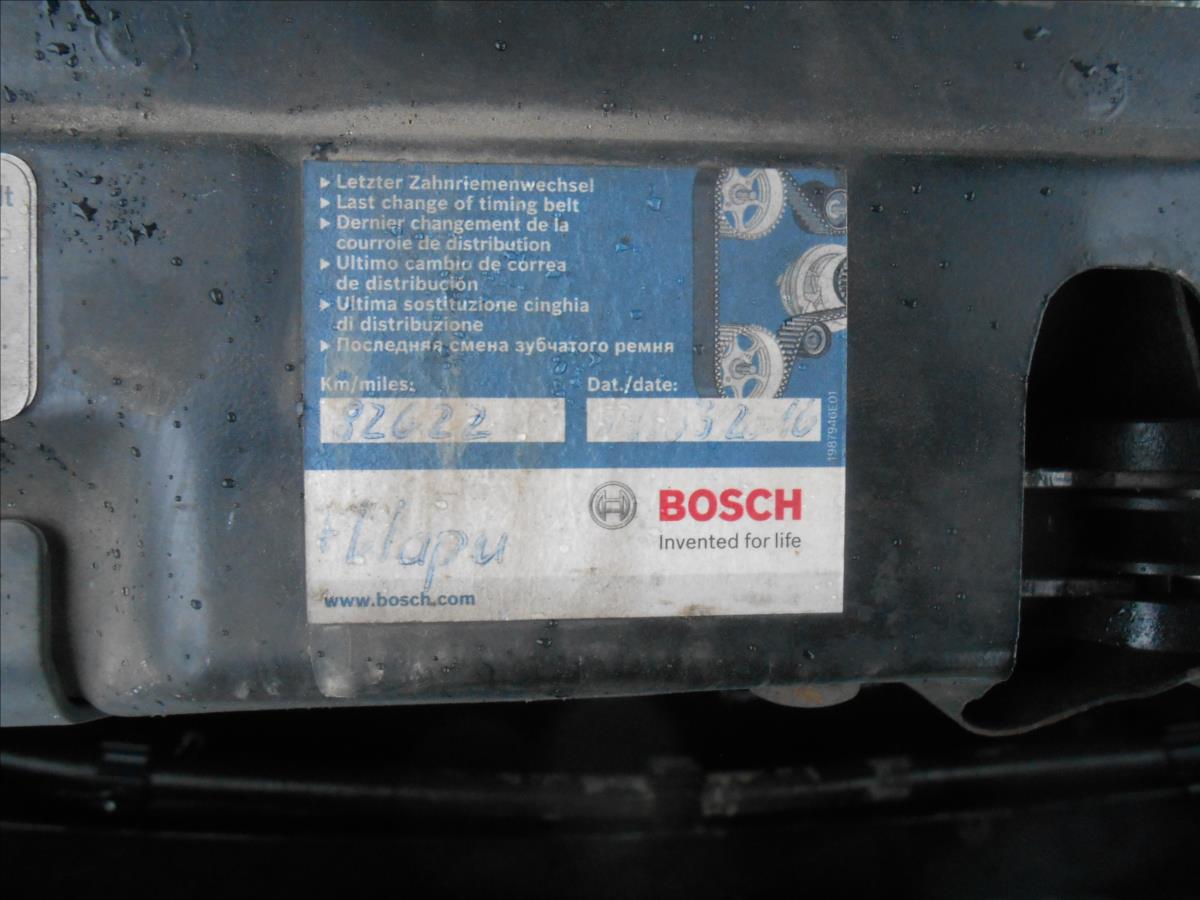 ▸ Letzter Zahnriemenwechsel
▸ Last change of timing belt
▸ Dernier changement de la
courroie de distribution
▸ Ultimo cambio de correa
de distribución
▸ Ultima sostituzione cinghia
di distribuzione
▸ Последняя смена зубчатого ремня
Km/miles: Dat./date:
82622
1987946E01
BOSCH
Invented for life
www.bosch.com